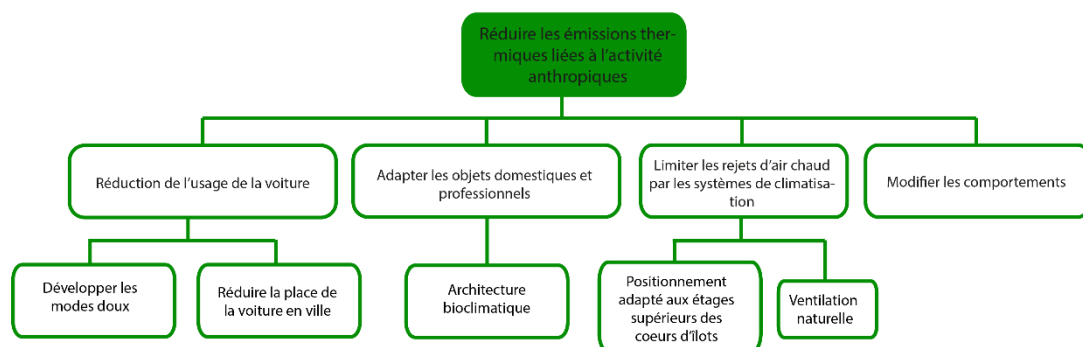 Réduire les émissions ther-
miques liées à l'activité
anthropiques
Réduction de l'usage de la voiture
Adapter les objets domestiques et
professionnels
Limiter les rejets d'air chaud
par les systèmes de climatisa-
tion
Modifier les comportements
Développer les
modes doux
Réduire la place de
la voiture en ville
Architecture
bioclimatique
Positionnement
adapté aux étages
supérieurs des
coeurs d'îlots
Ventilation
naturelle